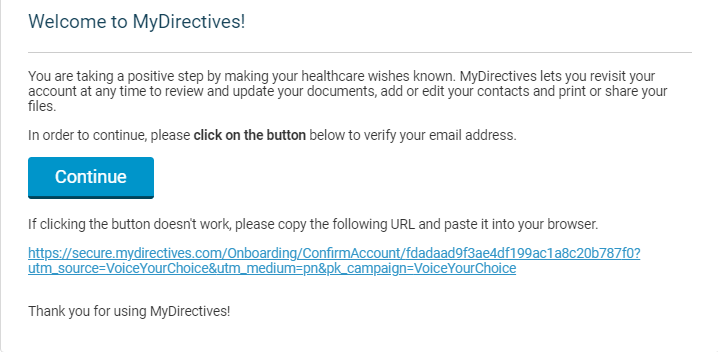 Welcome to MyDirectives!
You are taking a positive step by making your healthcare wishes known. MyDirectives lets you revisit your
account at any time to review and update your documents, add or edit your contacts and print or share your
files.
In order to continue, please click on the button below to verify your email address.
Continue
If clicking the button doesn't work, please copy the following URL and paste it into your browser.
https://secure.mydirectives.com/Onboarding/ConfirmAccount/fdadaad9f3ae4df199ac1a8c20b787f0?
utm_source=VoiceYourChoice&utm_medium=pn&pk_campaign=VoiceYourChoice
Thank you for using MyDirectives!